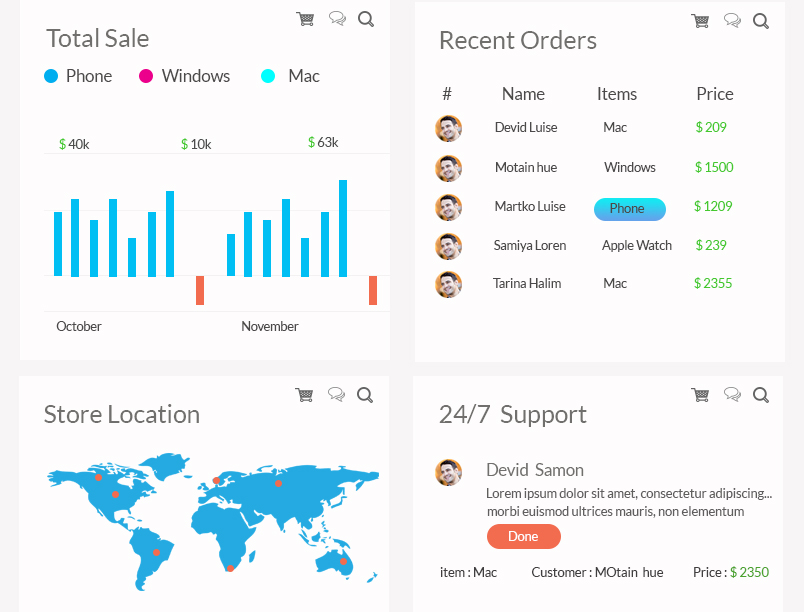 Total Sale
Phone Windows Mac
$ 40k $ 10k $ 63k
October November
Recent Orders
# Name Items Price
Devid Luise Mac $ 209
Motain hue Windows $ 1500
Martko Luise Phone $ 1209
Samiya Loren Apple Watch $ 239
Tarina Halim Mac $ 2355
Store Location
24/7 Support
Devid Samon
Lorem ipsum dolor sit amet, consectetur adipiscing...
morbi euismod ultrices mauris, non elementum
Done
item : Mac Customer : MOtain hue Price : $ 2350